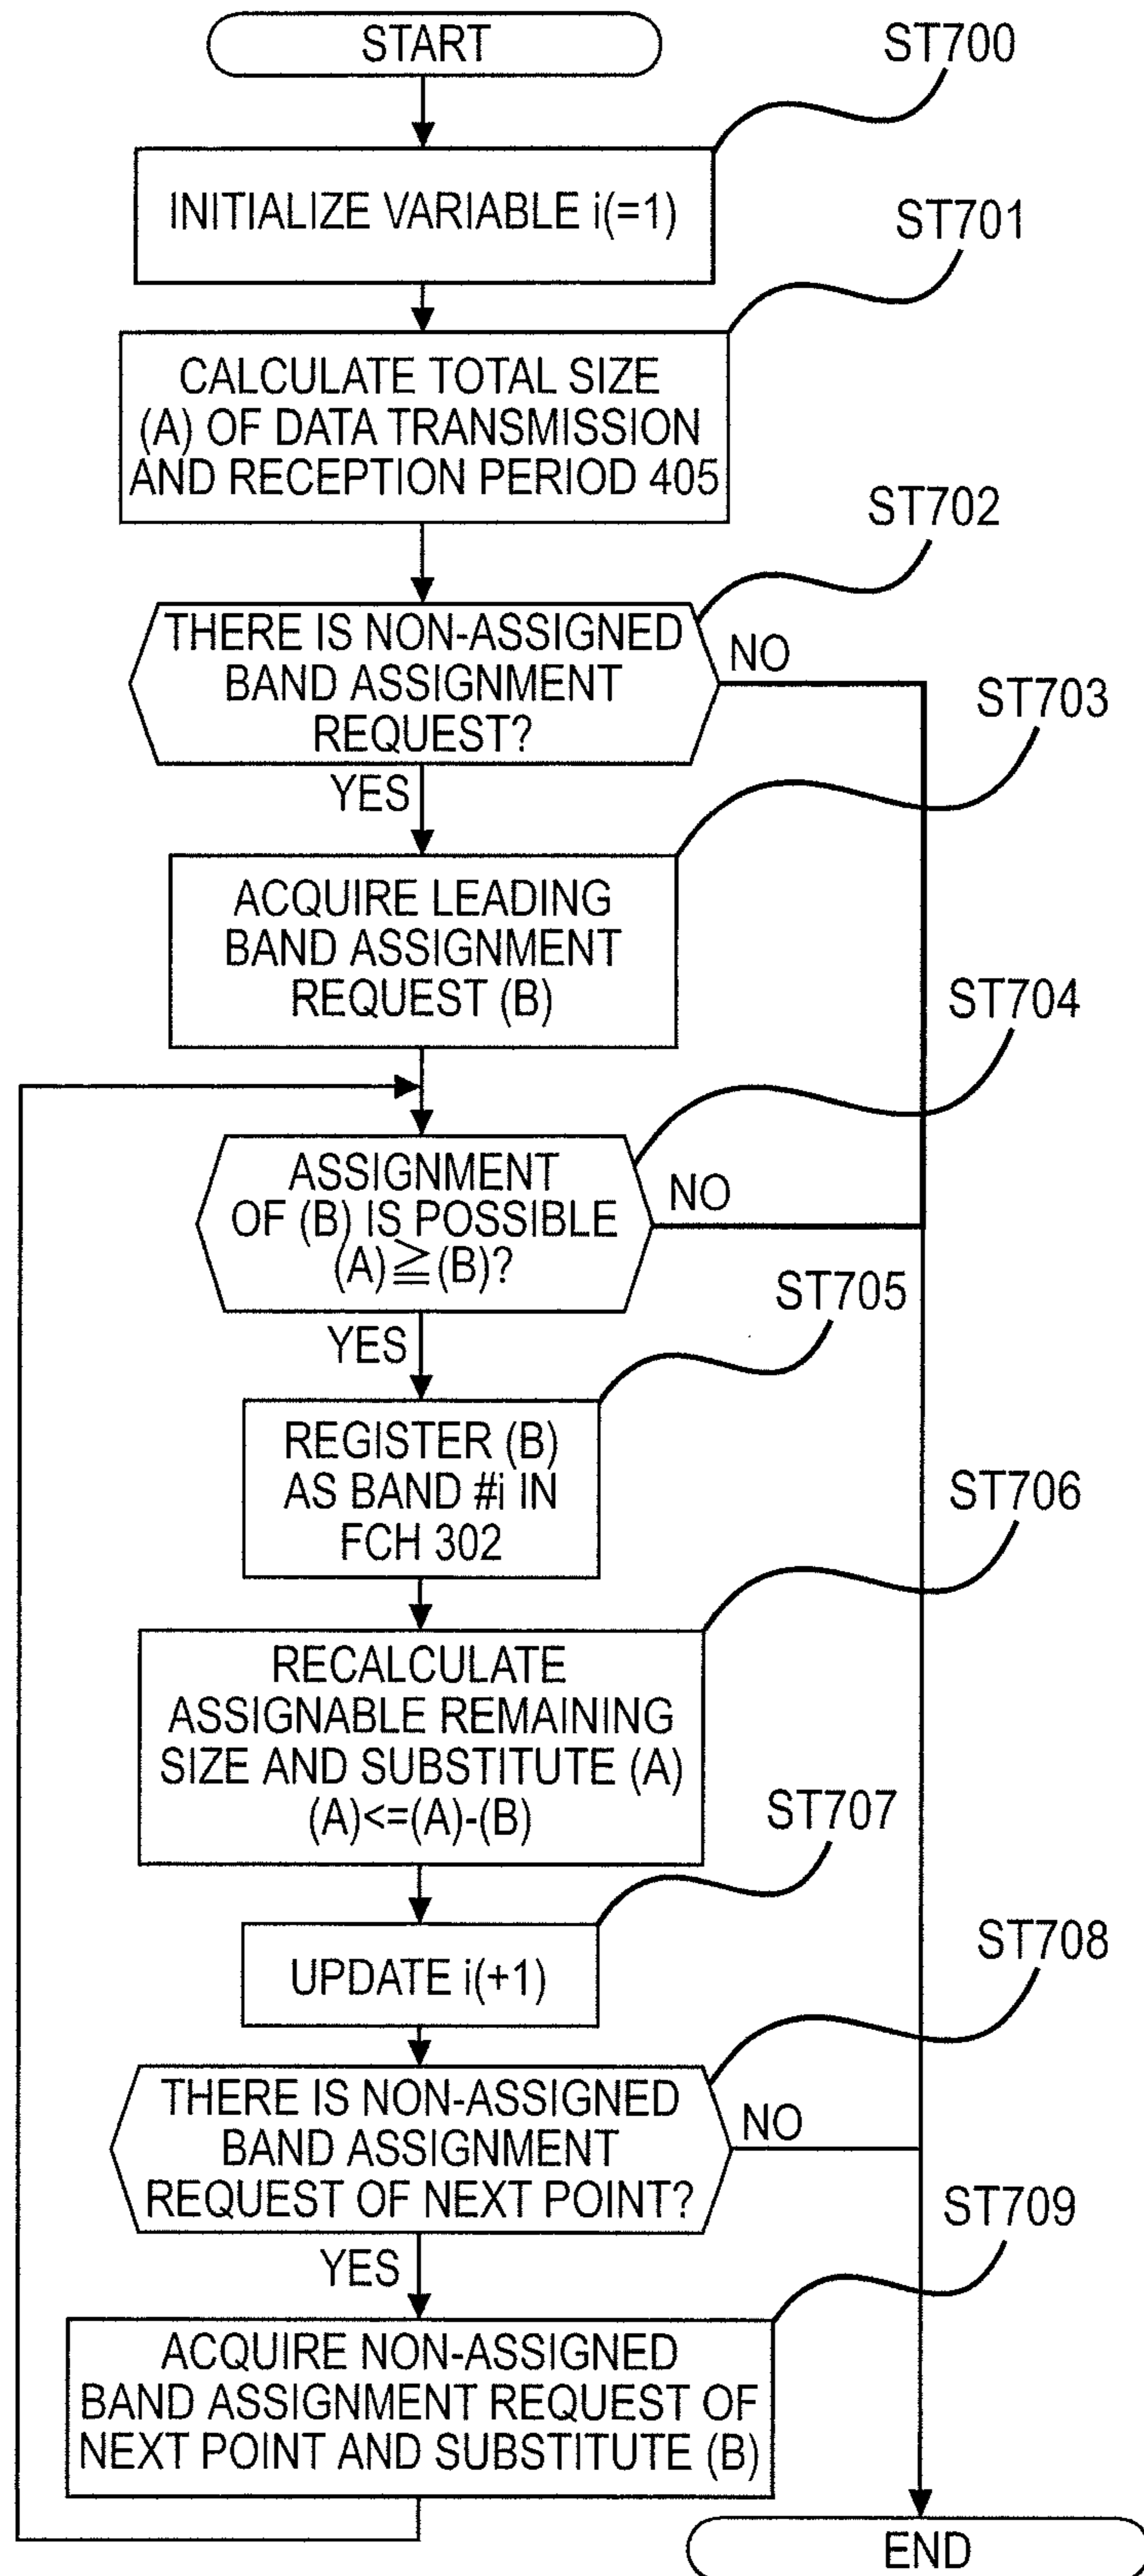 START
ST700
INITIALIZE VARIABLE i(=1)
ST701
CALCULATE TOTAL SIZE
(A) OF DATA TRANSMISSION
AND RECEPTION PERIOD 405
ST702
THERE IS NON-ASSIGNED
BAND ASSIGNMENT
REQUEST?
NO
YES
ST703
ACQUIRE LEADING
BAND ASSIGNMENT
REQUEST (B)
ST704
ASSIGNMENT
OF (B) IS POSSIBLE
(A)≧(B)?
NO
YES
ST705
REGISTER (B)
AS BAND #i IN
FCH 302
ST706
RECALCULATE
ASSIGNABLE REMAINING
SIZE AND SUBSTITUTE (A)
(A)<=(A)-(B)
ST707
UPDATE i(+1)
ST708
THERE IS NON-ASSIGNED
BAND ASSIGNMENT
REQUEST OF NEXT POINT?
NO
YES
ST709
ACQUIRE NON-ASSIGNED
BAND ASSIGNMENT REQUEST OF
NEXT POINT AND SUBSTITUTE (B)
END